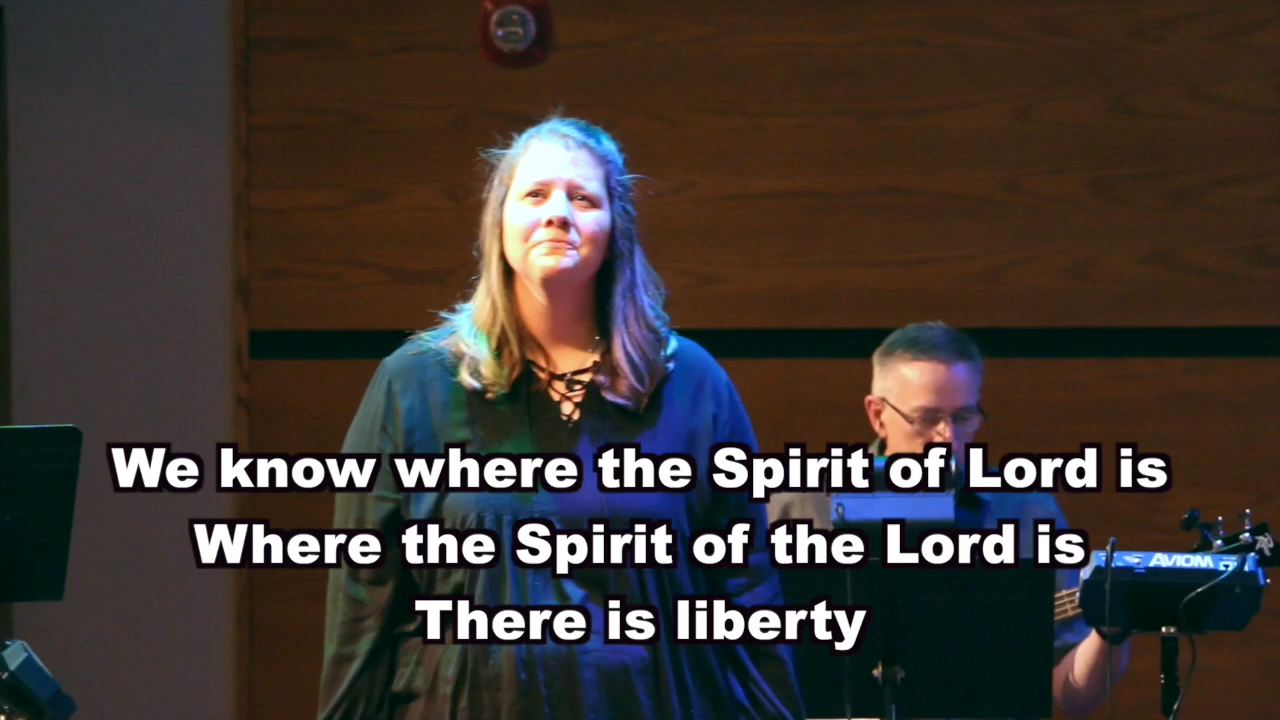 We know where the Spirit of Lord is
Where the Spirit of the Lord is
There is liberty
AVIOM